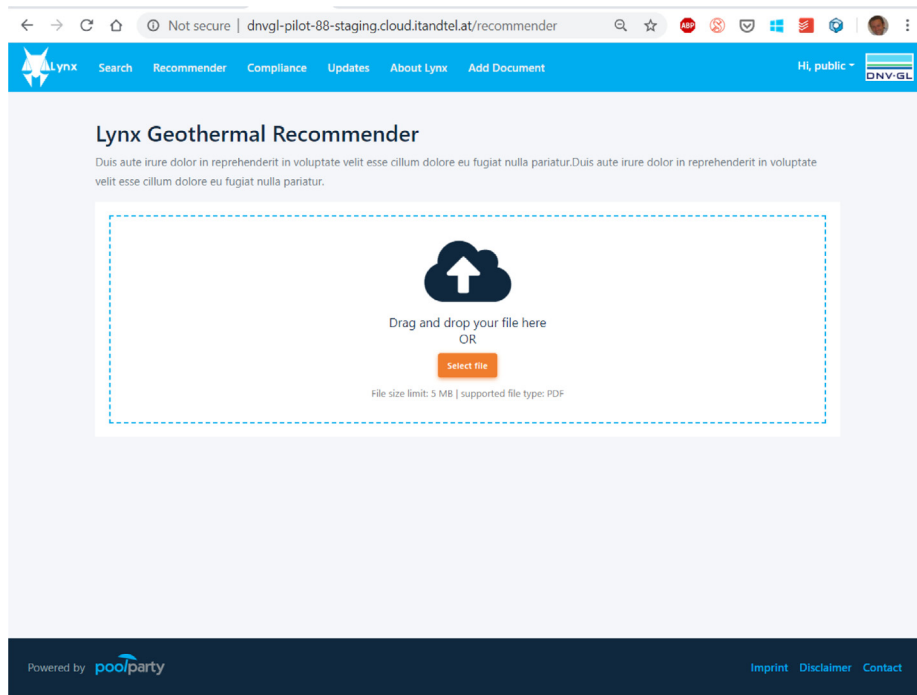 Not secure | dnvgl-pilot-88-staging.cloud.itandtel.at/recommender
ABP
Lynx Search Recommender Compliance Updates About Lynx Add Document Hi, public
DNV·GL
Lynx Geothermal Recommender
Duis aute irure dolor in reprehenderit in voluptate velit esse cillum dolore eu fugiat nulla pariatur.Duis aute irure dolor in reprehenderit in voluptate
velit esse cillum dolore eu fugiat nulla pariatur.
Drag and drop your file here
OR
Select file
File size limit: 5 MB | supported file type: PDF
Powered by poolparty Imprint Disclaimer Contact